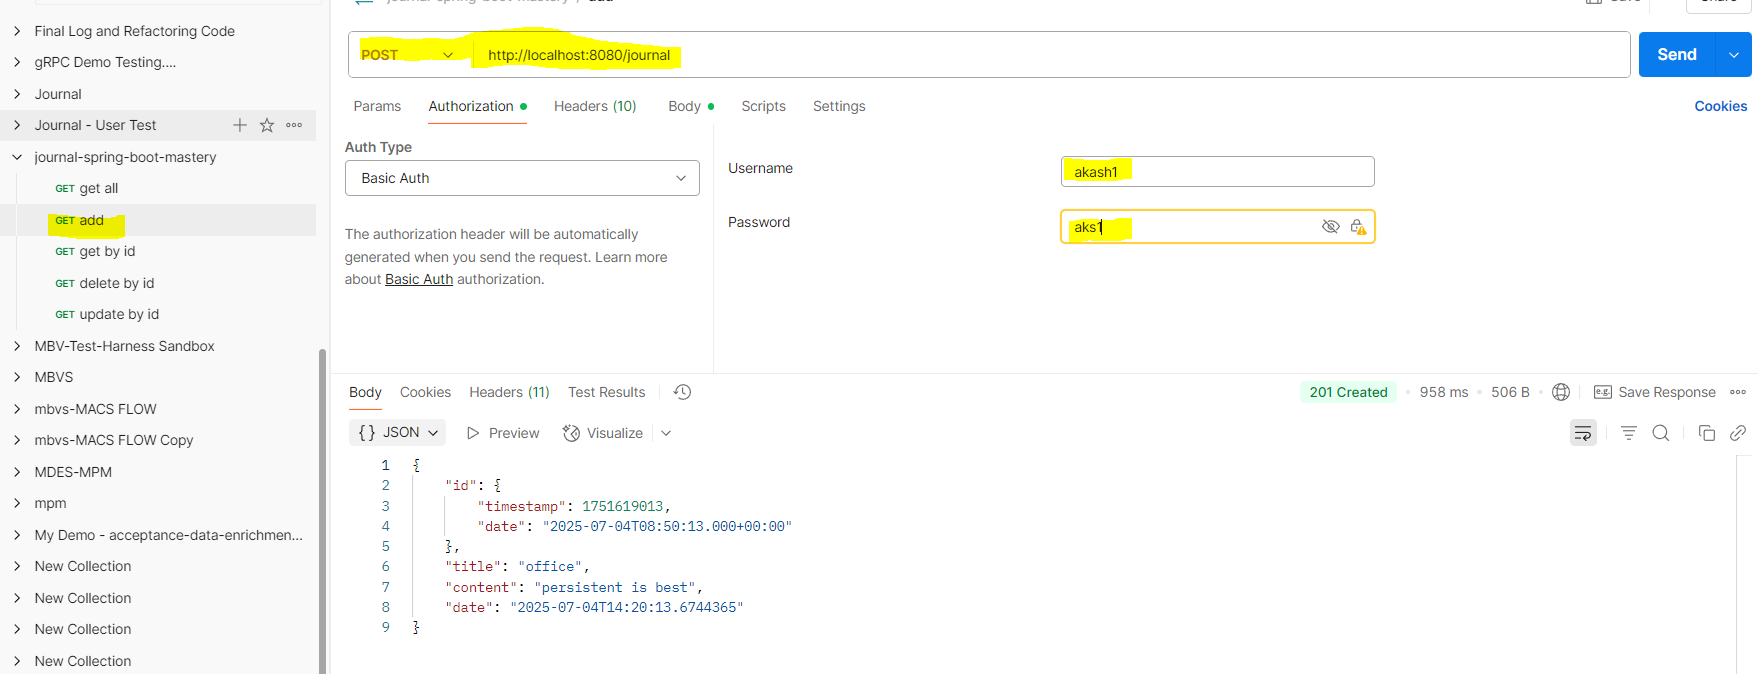 journal-spring-boot-mastery / add
Save
Share
Final Log and Refactoring Code
gRPC Demo Testing....
Journal
Journal - User Test
journal-spring-boot-mastery
GET get all
GET add
GET get by id
GET delete by id
GET update by id
MBV-Test-Harness Sandbox
MBVS
mbvs-MACS FLOW
mbvs-MACS FLOW Copy
MDES-MPM
mpm
My Demo - acceptance-data-enrichmen...
New Collection
New Collection
New Collection
New Collection
POST http://localhost:8080/journal
Send
Params Authorization Headers (10) Body Scripts Settings
Cookies
Auth Type
Basic Auth
The authorization header will be automatically
generated when you send the request. Learn more
about Basic Auth authorization.
Username akash1
Password aks1
Body Cookies Headers (11) Test Results
201 Created • 958 ms • 506 B • e.g. Save Response
{} JSON Preview Visualize
1 {
2 "id": {
3 "timestamp": 1751619013,
4 "date": "2025-07-04T08:50:13.000+00:00"
5 },
6 "title": "office",
7 "content": "persistent is best",
8 "date": "2025-07-04T14:20:13.6744365"
9 }